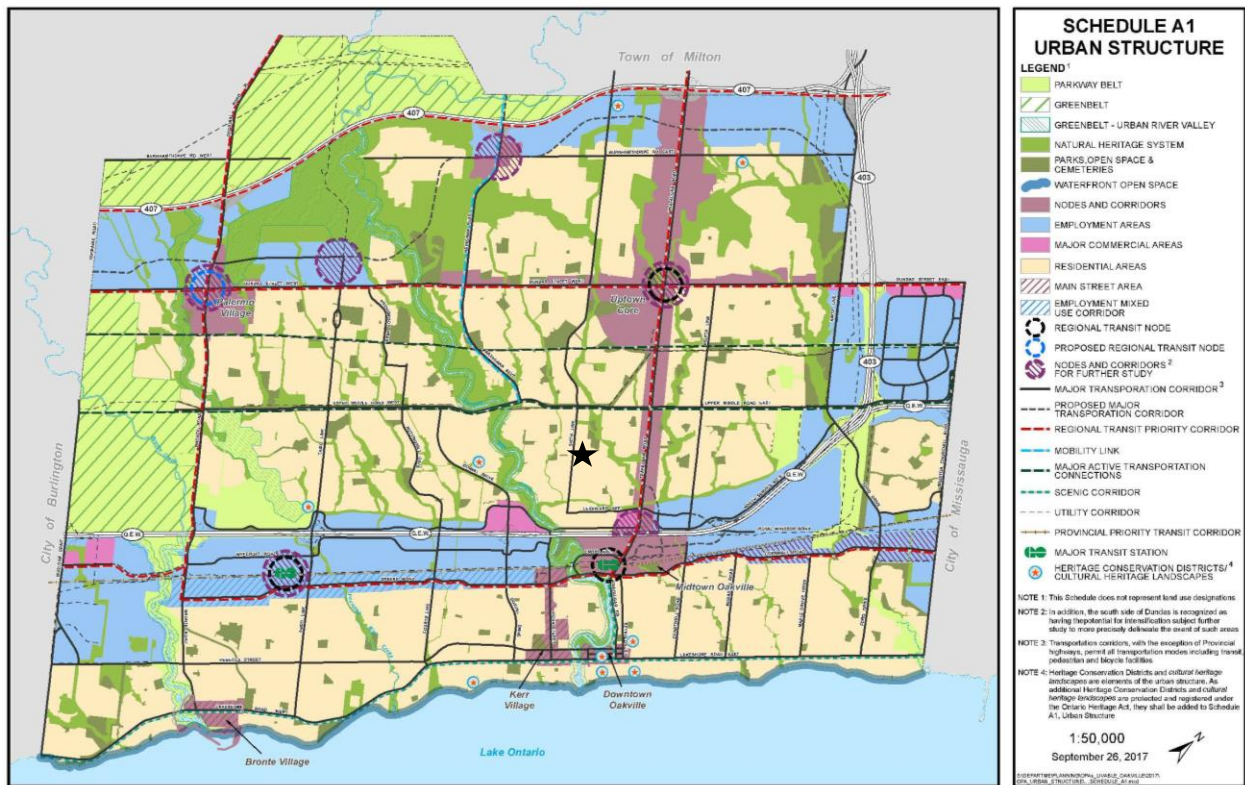 SCHEDULE A1
URBAN STRUCTURE
LEGEND¹
PARKWAY BELT
GREENBELT
GREENBELT - URBAN RIVER VALLEY
NATURAL HERITAGE SYSTEM
PARKS,OPEN SPACE &
CEMETERIES
WATERFRONT OPEN SPACE
NODES AND CORRIDORS
EMPLOYMENT AREAS
MAJOR COMMERCIAL AREAS
RESIDENTIAL AREAS
MAIN STREET AREA
EMPLOYMENT MIXED
USE CORRIDOR
REGIONAL TRANSIT NODE
PROPOSED REGIONAL TRANSIT NODE
NODES AND CORRIDORS²
FOR FURTHER STUDY
MAJOR TRANSPORTATION CORRIDOR³
PROPOSED MAJOR
TRANSPORATION CORRIDOR
REGIONAL TRANSIT PRIORITY CORRIDOR
MOBILITY LINK
MAJOR ACTIVE TRANSPORTATION
CONNECTIONS
SCENIC CORRIDOR
UTILITY CORRIDOR
PROVINCIAL PRIORITY TRANSIT CORRIDOR
MAJOR TRANSIT STATION
HERITAGE CONSERVATION DISTRICTS/⁴
CULTURAL HERITAGE LANDSCAPES
NOTE 1: This Schedule does not represent land use designations
NOTE 2: In addition, the south side of Dundas is recognized as
having thepotential for intensification subject further
study to more precisely delineate the extent of such areas
NOTE 3: Transportation corridors, with the exception of Provincial
highways, permit all transportation modes including transit,
pedestrian and bicycle facilities
NOTE 4: Heritage Conservation Districts and cultural heritage
landscapes are elements of the urban structure. As
additional Heritage Conservation Districts and cultural
heritage landscapes are protected and registered under
the Ontario Heritage Act, they shall be added to Schedule
A1, Urban Structure
1:50,000
September 26, 2017
Town of Milton
407
407
407
403
403
Palermo
Village
Uptown
Core
UPPER MIDDLE ROAD EAST
Q.E.W
Q.E.W
Q.E.W
Q.E.W
City of Burlington
City of Mississauga
Midtown Oakville
Kerr
Village
Downtown
Oakville
Bronte Village
Lake Ontario